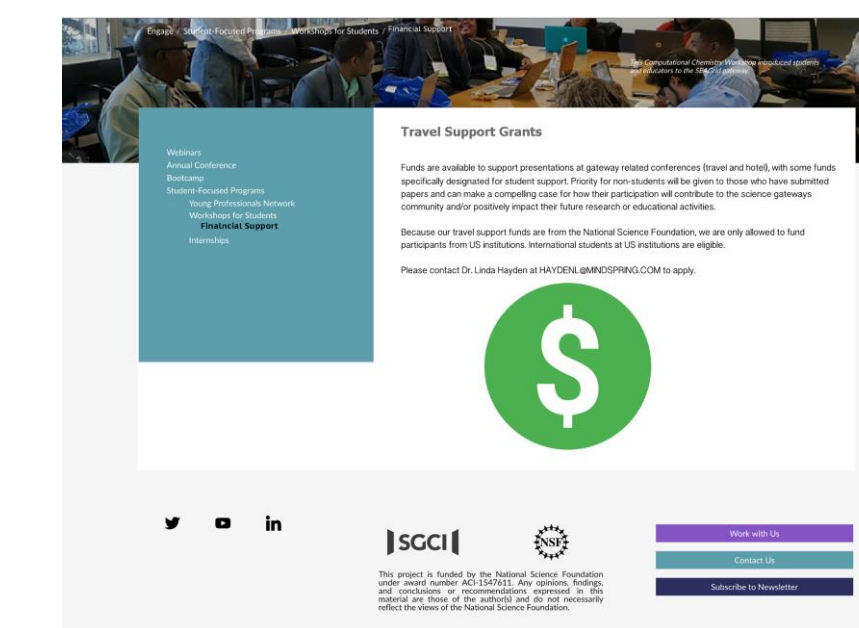 Engage / Student-Focused Programs / Workshops for Students / Financial Support
This Computational Chemistry Workshop introduced students
and educators to the SEAGrid gateway.
Webinars
Annual Conference
Bootcamp
Student-Focused Programs
Young Professionals Network
Workshops for Students
Finalncial Support
Internships
Travel Support Grants
Funds are available to support presentations at gateway related conferences (travel and hotel), with some funds
specifically designated for student support. Priority for non-students will be given to those who have submitted
papers and can make a compelling case for how their participation will contribute to the science gateways
community and/or positively impact their future research or educational activities.
Because our travel support funds are from the National Science Foundation, we are only allowed to fund
participants from US institutions. International students at US institutions are eligible.
Please contact Dr. Linda Hayden at HAYDENL@MINDSPRING.COM to apply.
$
in
SGCI
NSF
This project is funded by the National Science Foundation
under award number ACI-1547611. Any opinions, findings,
and conclusions or recommendations expressed in this
material are those of the author(s) and do not necessarily
reflect the views of the National Science Foundation.
Work with Us
Contact Us
Subscribe to Newsletter